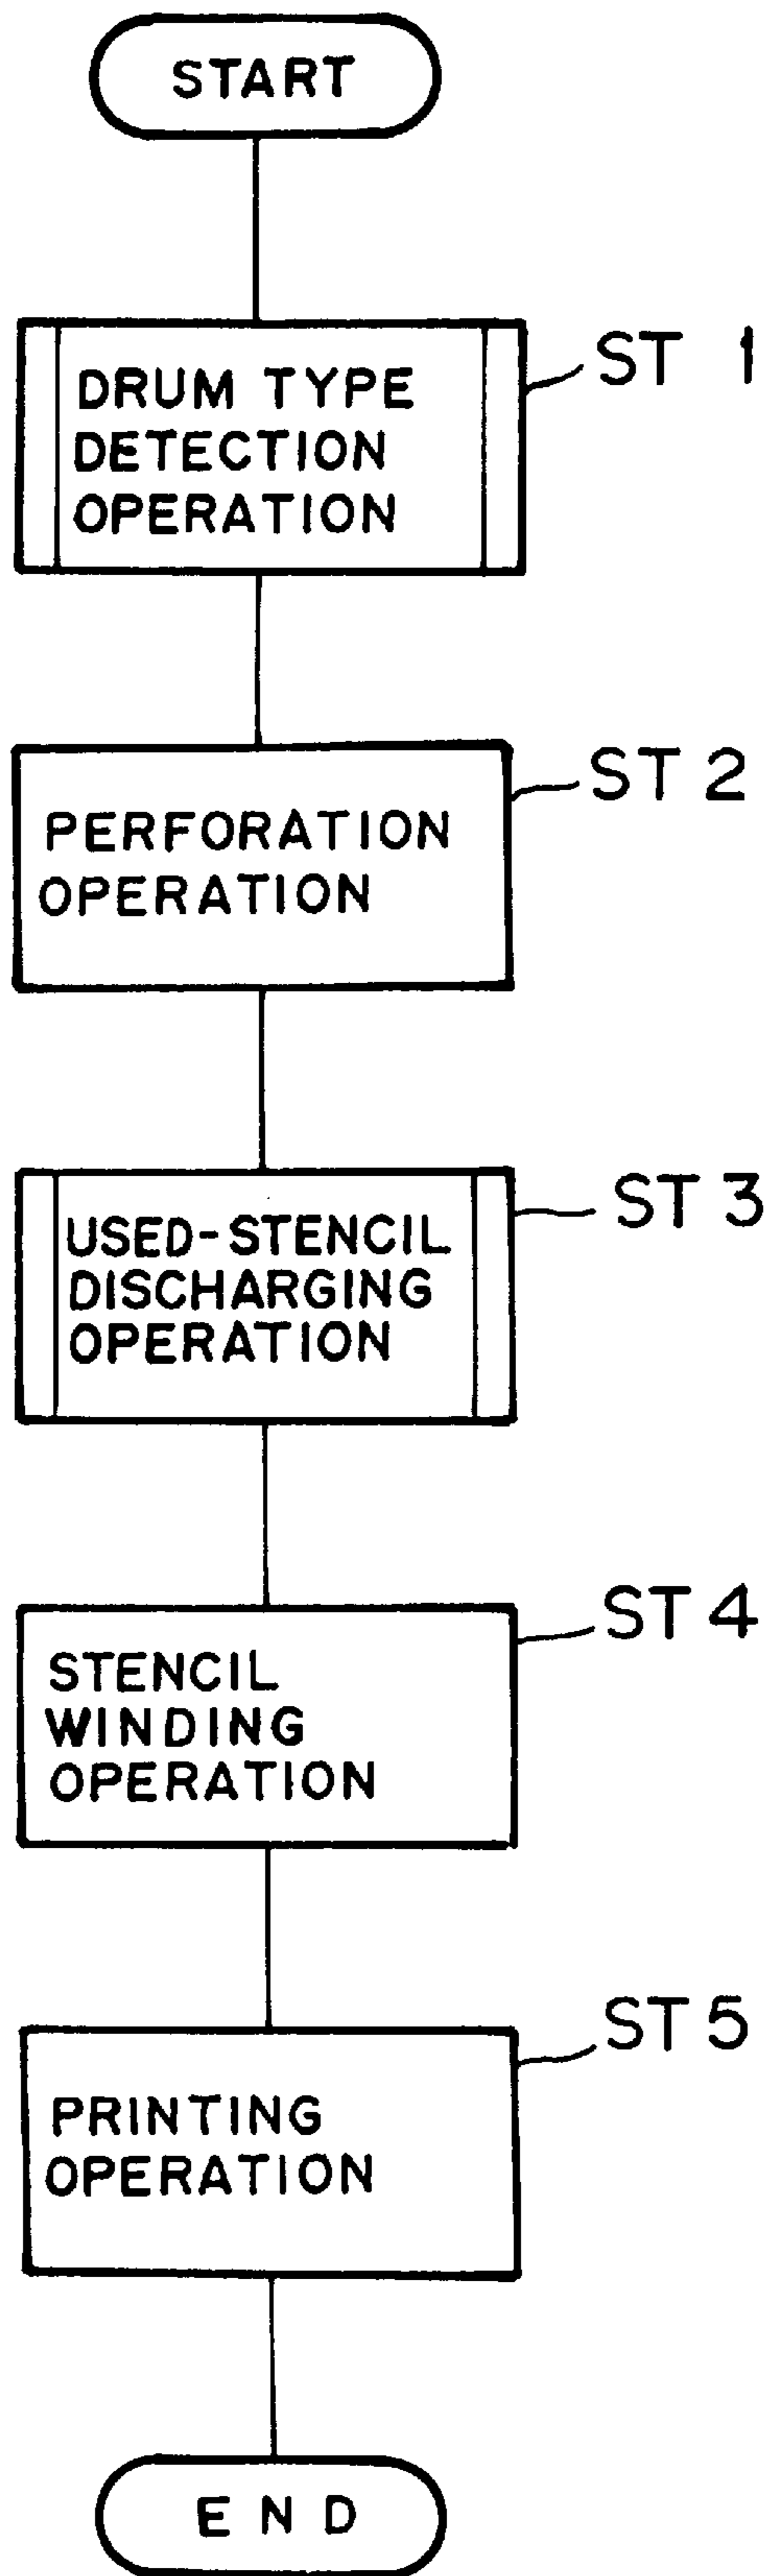 START
ST 1
DRUM TYPE
DETECTION
OPERATION
ST 2
PERFORATION
OPERATION
ST 3
USED-STENCIL
DISCHARGING
OPERATION
ST 4
STENCIL
WINDING
OPERATION
ST 5
PRINTING
OPERATION
END